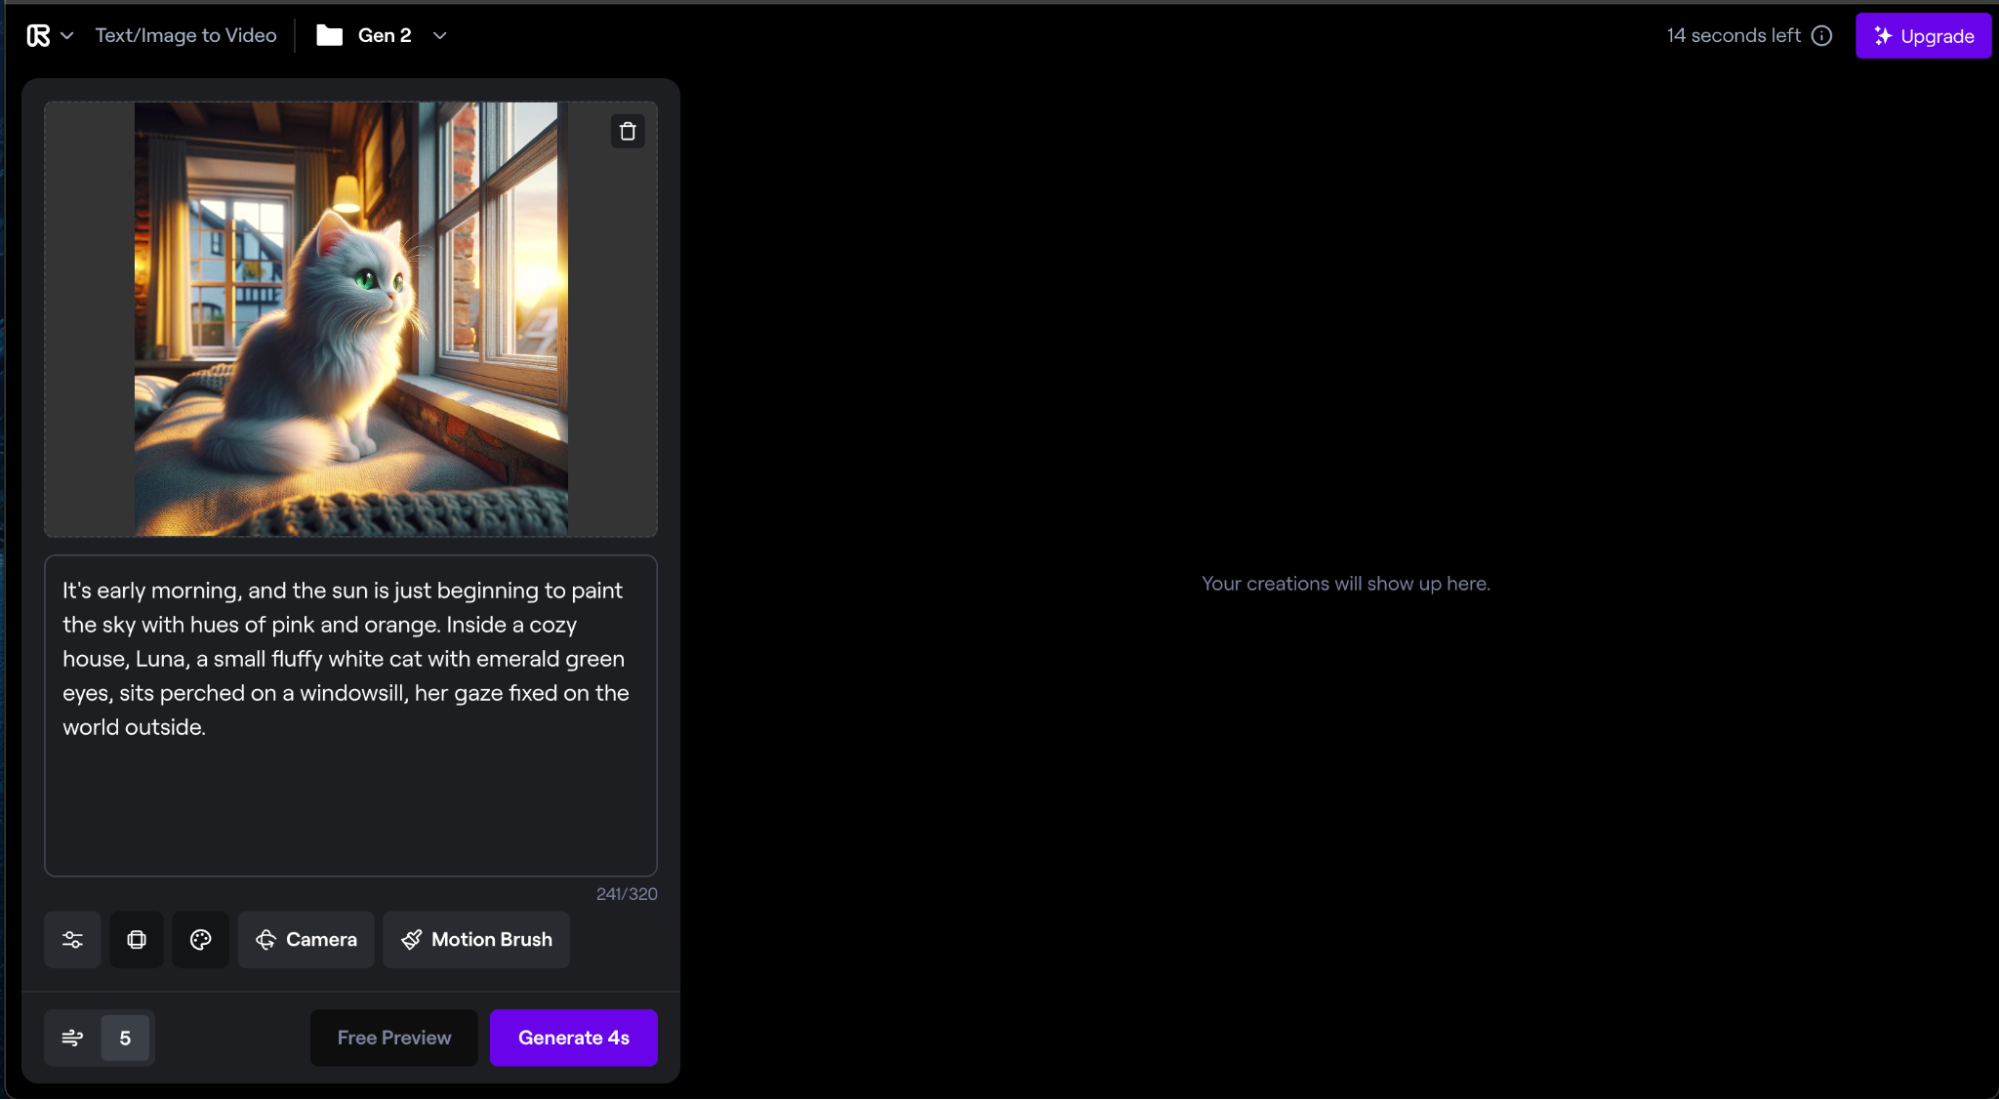 Text/Image to Video
Gen 2
14 seconds left
Upgrade
It's early morning, and the sun is just beginning to paint
the sky with hues of pink and orange. Inside a cozy
house, Luna, a small fluffy white cat with emerald green
eyes, sits perched on a windowsill, her gaze fixed on the
world outside.
241/320
Camera
Motion Brush
5
Free Preview
Generate 4s
Your creations will show up here.